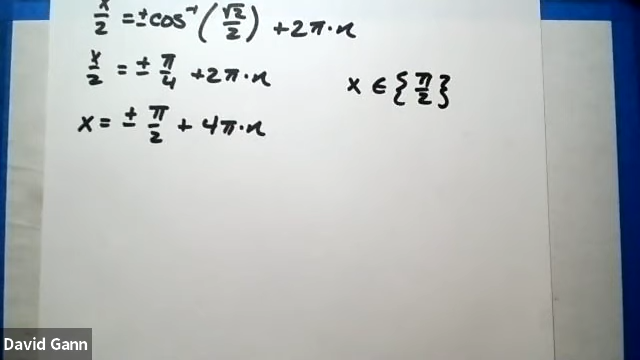 x/2 = ± cos⁻¹(√2/2) + 2π·n
x/2 = ± π/4 + 2π·n
x ∈ {π/2}
x = ± π/2 + 4π·n
David Gann